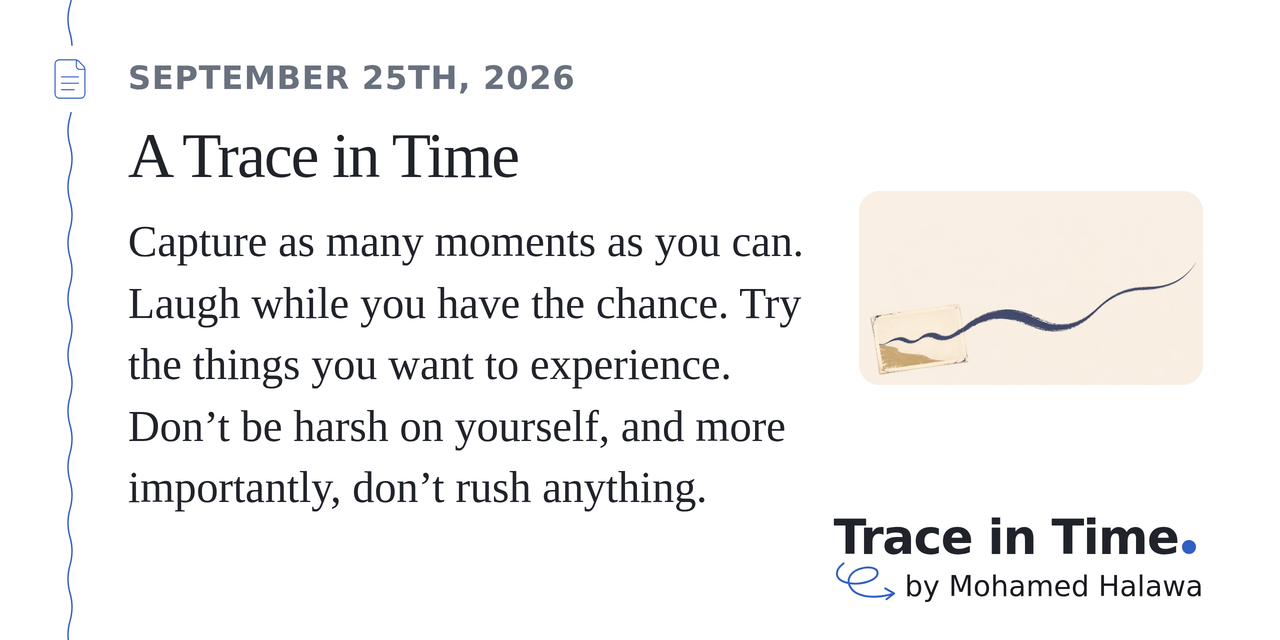 SEPTEMBER 25TH, 2026
A Trace in Time
Capture as many moments as you can.
Laugh while you have the chance. Try
the things you want to experience.
Don’t be harsh on yourself, and more
importantly, don’t rush anything.
Trace in Time.
by Mohamed Halawa